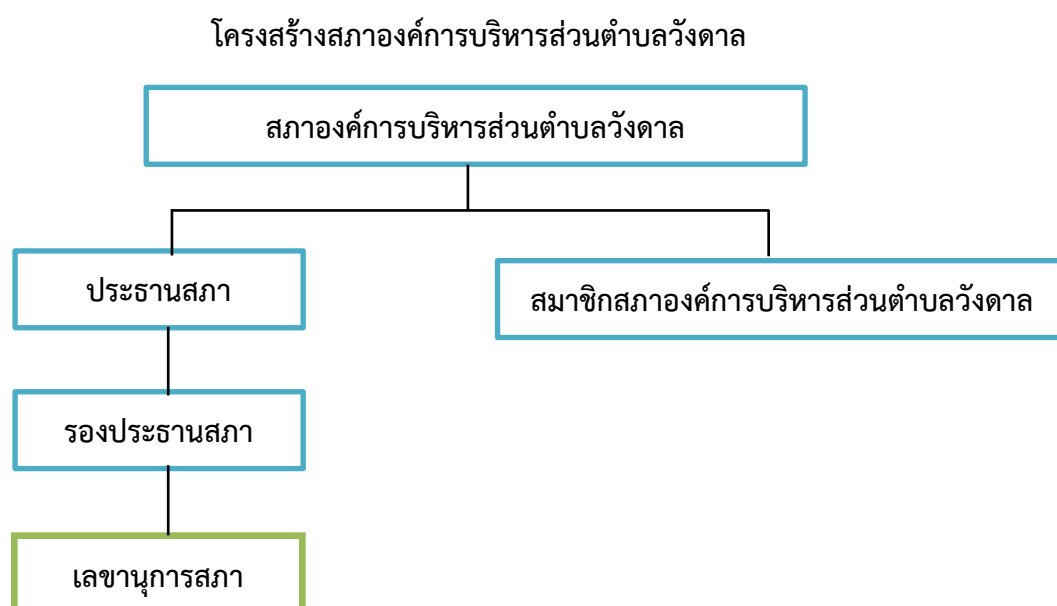 โครงสร้างสภาองค์การบริหารส่วนตำบลวังดาล
สภาองค์การบริหารส่วนตำบลวังดาล
ประธานสภา
สมาชิกสภาองค์การบริหารส่วนตำบลวังดาล
รองประธานสภา
เลขานุการสภา